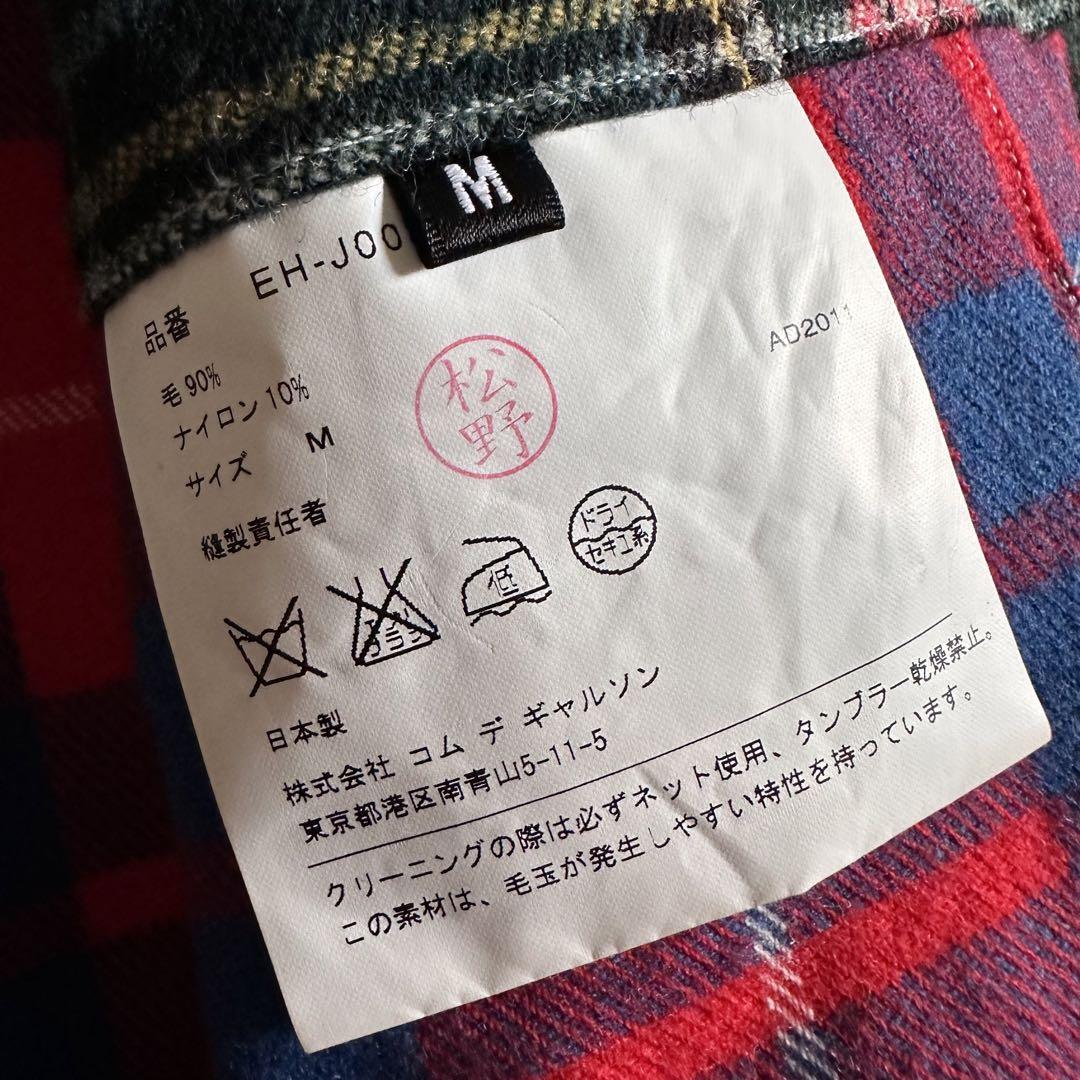 M
EH-J00
品番
AD2011
毛 90%
ナイロン 10%
サイズ M
松野
縫製責任者
低
ドライ
セキユ系
日本製
株式会社 コム デ ギャルソン
東京都港区南青山5-11-5
クリーニングの際は必ずネット使用、タンブラー乾燥禁止。
この素材は、毛玉が発生しやすい特性を持っています。